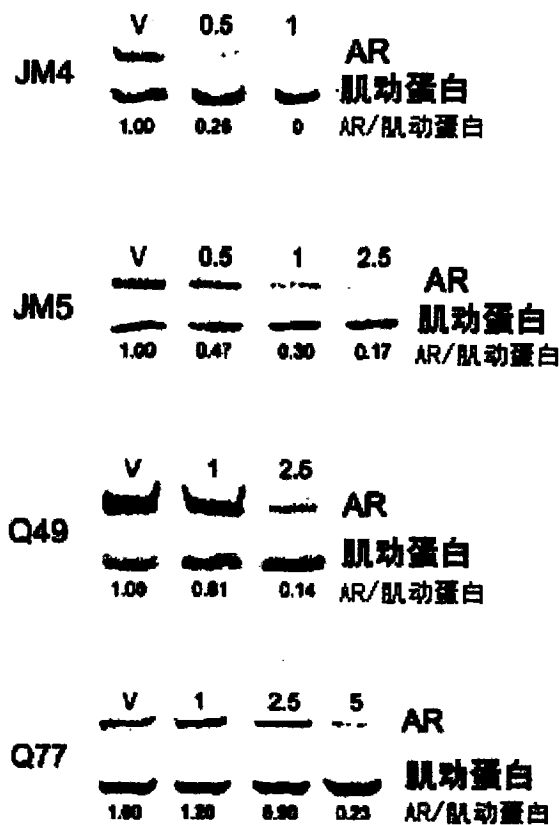 V 0.5 1
JM4 AR
肌动蛋白
1.00 0.26 0 AR/肌动蛋白
V 0.5 1 2.5
JM5 AR
肌动蛋白
1.00 0.47 0.30 0.17 AR/肌动蛋白
V 1 2.5
Q49 AR
肌动蛋白
1.00 0.81 0.14 AR/肌动蛋白
V 1 2.5 5
Q77 AR
肌动蛋白
1.00 1.20 0.23 AR/肌动蛋白